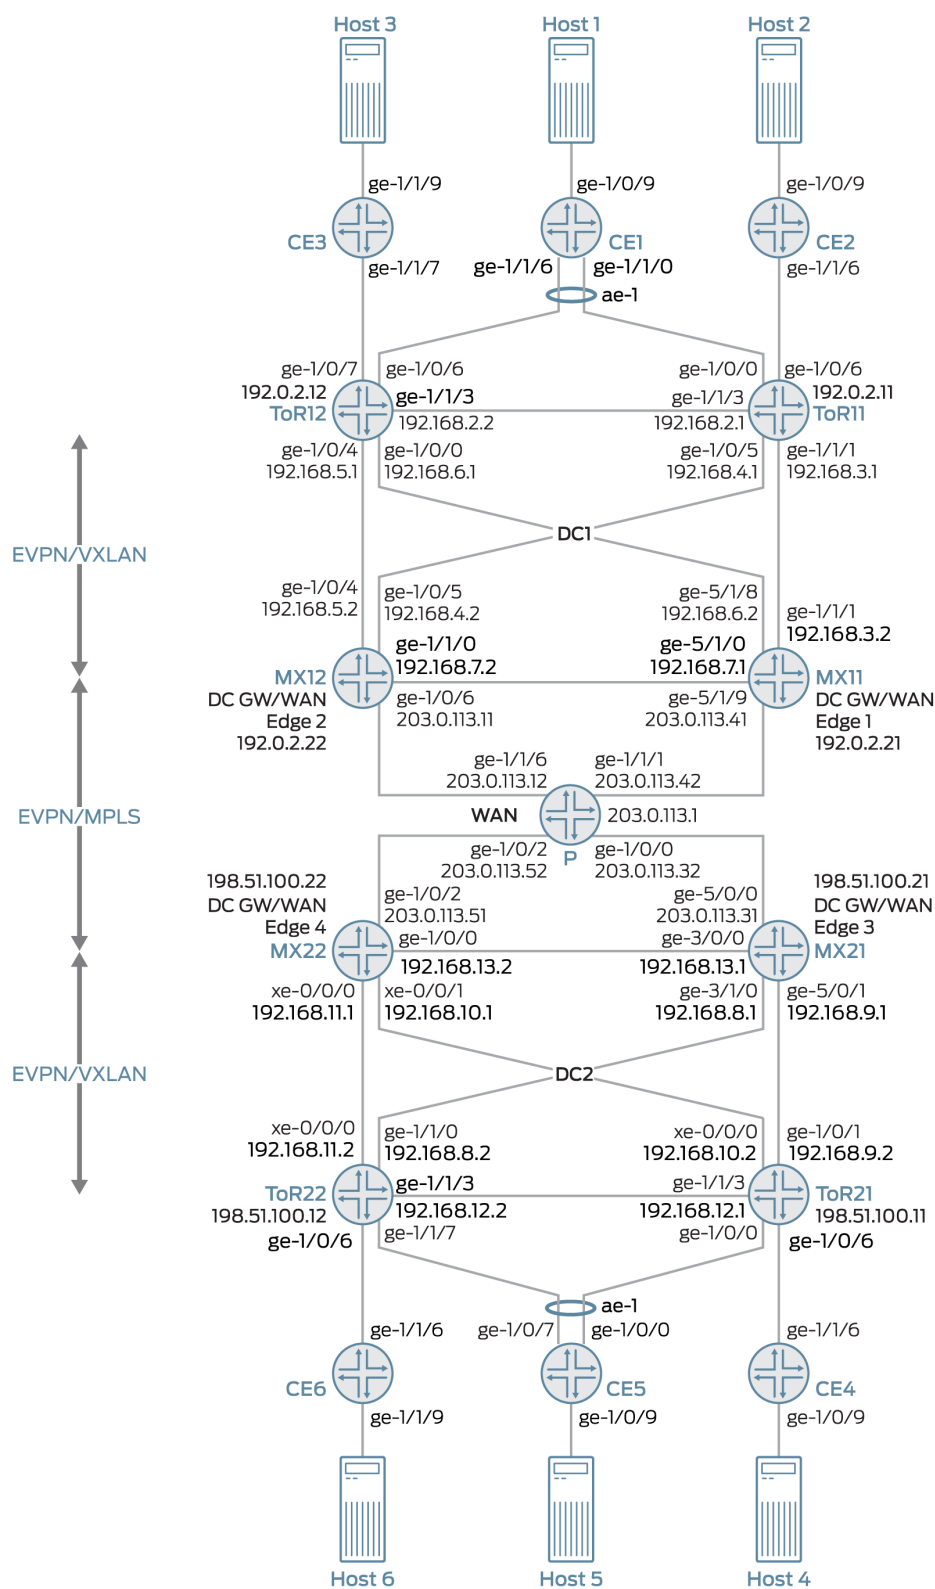 Host 3
Host 1
Host 2
ge-1/1/9
ge-1/0/9
ge-1/0/9
CE3
CE1
CE2
ge-1/1/7
ge-1/1/6
ge-1/1/0
ge-1/1/6
ae-1
ge-1/0/7
ge-1/0/6
ge-1/0/0
ge-1/0/6
192.0.2.12
192.0.2.11
ToR12
ge-1/1/3
ge-1/1/3
ToR11
192.168.2.2
192.168.2.1
ge-1/0/4
ge-1/0/0
ge-1/0/5
ge-1/1/1
192.168.5.1
192.168.6.1
192.168.4.1
192.168.3.1
DC1
EVPN/VXLAN
ge-1/0/4
ge-1/0/5
ge-5/1/8
ge-1/1/1
192.168.5.2
192.168.4.2
192.168.6.2
192.168.3.2
ge-1/1/0
ge-5/1/0
192.168.7.2
192.168.7.1
MX12
MX11
DC GW/WAN
ge-1/0/6
ge-5/1/9
DC GW/WAN
Edge 2
203.0.113.11
203.0.113.41
Edge 1
192.0.2.22
192.0.2.21
ge-1/1/6
ge-1/1/1
203.0.113.12
203.0.113.42
EVPN/MPLS
WAN
203.0.113.1
P
ge-1/0/2
ge-1/0/0
203.0.113.52
203.0.113.32
198.51.100.22
198.51.100.21
DC GW/WAN
ge-1/0/2
ge-5/0/0
DC GW/WAN
Edge 4
203.0.113.51
203.0.113.31
Edge 3
MX22
ge-1/0/0
ge-3/0/0
MX21
192.168.13.2
192.168.13.1
xe-0/0/0
xe-0/0/1
ge-3/1/0
ge-5/0/1
192.168.11.1
192.168.10.1
192.168.8.1
192.168.9.1
EVPN/VXLAN
DC2
xe-0/0/0
ge-1/1/0
xe-0/0/0
ge-1/0/1
192.168.11.2
192.168.8.2
192.168.10.2
192.168.9.2
ToR22
ge-1/1/3
ge-1/1/3
ToR21
198.51.100.12
192.168.12.2
192.168.12.1
198.51.100.11
ge-1/0/6
ge-1/1/7
ge-1/0/0
ge-1/0/6
ae-1
ge-1/1/6
ge-1/0/7
ge-1/0/0
ge-1/1/6
CE6
CE5
CE4
ge-1/1/9
ge-1/0/9
ge-1/0/9
Host 6
Host 5
Host 4